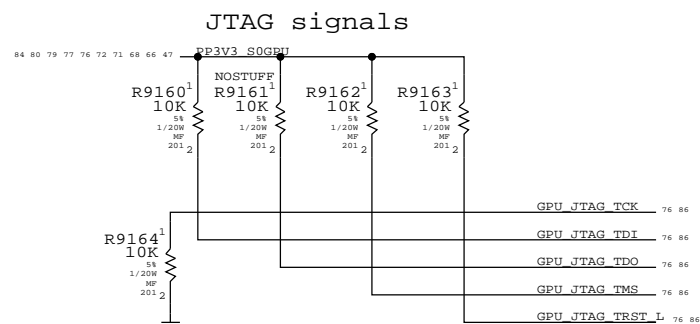 JTAG signals
84 80 79 77 76 72 71 68 66 47 PP3V3_S0GPU
NOSTUFF
R9160 1 R9161 1 R9162 1 R9163 1
10K 10K 10K 10K
5% 5% 5% 5%
1/20W 1/20W 1/20W 1/20W
MF MF MF MF
201 2 201 2 201 2 201 2
GPU_JTAG_TCK 76 86
R9164 1
10K
GPU_JTAG_TDI 76 86
5%
1/20W
GPU_JTAG_TDO 76 86
MF
201 2
GPU_JTAG_TMS 76 86
GPU_JTAG_TRST_L 76 86